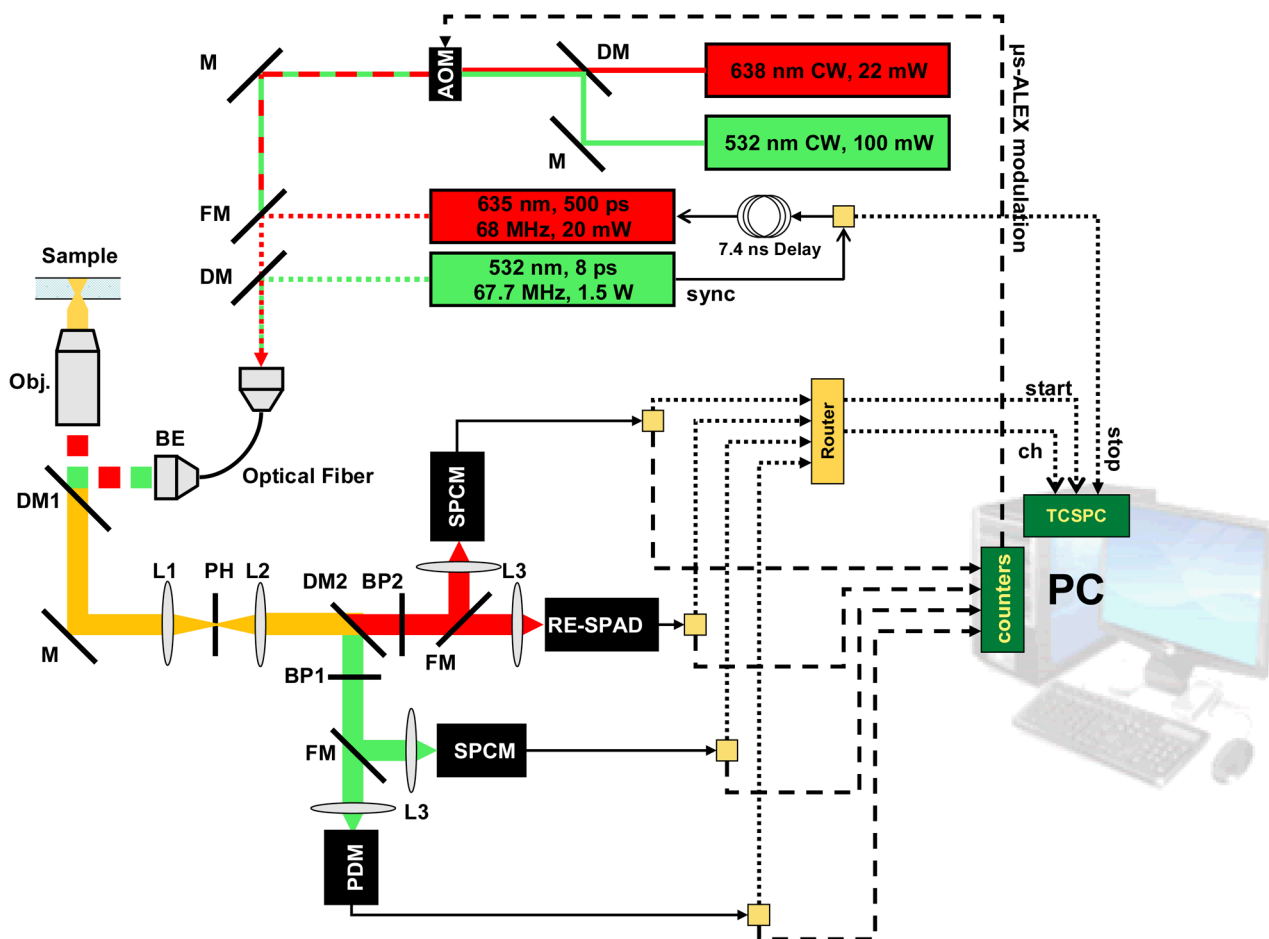 DM
M
AOM
638 nm CW, 22 mW
532 nm CW, 100 mW
M
µs-ALEX modulation
FM
635 nm, 500 ps
68 MHz, 20 mW
7.4 ns Delay
Sample
DM
532 nm, 8 ps
67.7 MHz, 1.5 W
sync
Obj.
BE
Optical Fiber
DM1
Router
start
ch
stop
SPCM
TCSPC
L1
PH
L2
DM2
BP2
L3
PC
counters
M
FM
RE-SPAD
BP1
FM
SPCM
L3
PDM